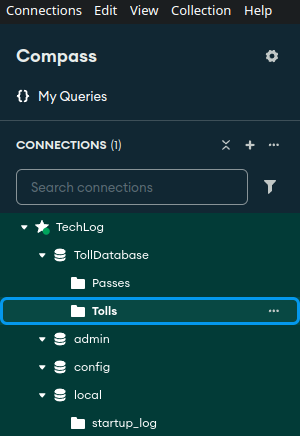 Connections Edit View Collection Help
Compass
{} My Queries
CONNECTIONS (1)
Search connections
TechLog
TollDatabase
Passes
Tolls
admin
config
local
startup_log